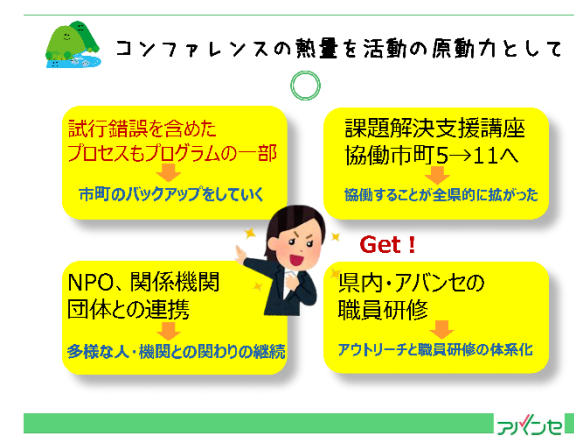 コンファレンスの熱量を活動の原動力として
試行錯誤を含めた
プロセスもプログラムの一部
市町のバックアップをしていく
課題解決支援講座
協働市町5→11へ
協働することが全県的に拡がった
Get！
NPO、関係機関
団体との連携
多様な人・機関との関わりの継続
県内・アバンセの
職員研修
アウトリーチと職員研修の体系化
アバンセ